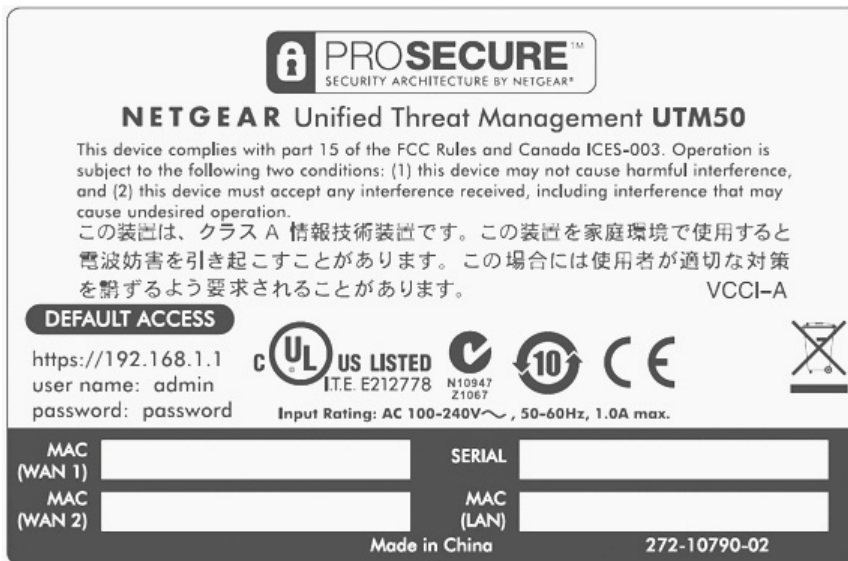 PROSECURE™
SECURITY ARCHITECTURE BY NETGEAR®
NETGEAR Unified Threat Management UTM50
This device complies with part 15 of the FCC Rules and Canada ICES-003. Operation is
subject to the following two conditions: (1) this device may not cause harmful interference,
and (2) this device must accept any interference received, including interference that may
cause undesired operation.
この装置は、クラス A 情報技術装置です。この装置を家庭環境で使用すると
電波妨害を引き起こすことがあります。この場合には使用者が適切な対策
を講ずるよう要求されることがあります。 VCCI-A
DEFAULT ACCESS
https://192.168.1.1
user name: admin
password: password
C UL US LISTED
I.T.E. E212778
N10947
Z1067
10
CE
Input Rating: AC 100-240V～, 50-60Hz, 1.0A max.
MAC
(WAN 1)
SERIAL
MAC
(WAN 2)
MAC
(LAN)
Made in China 272-10790-02